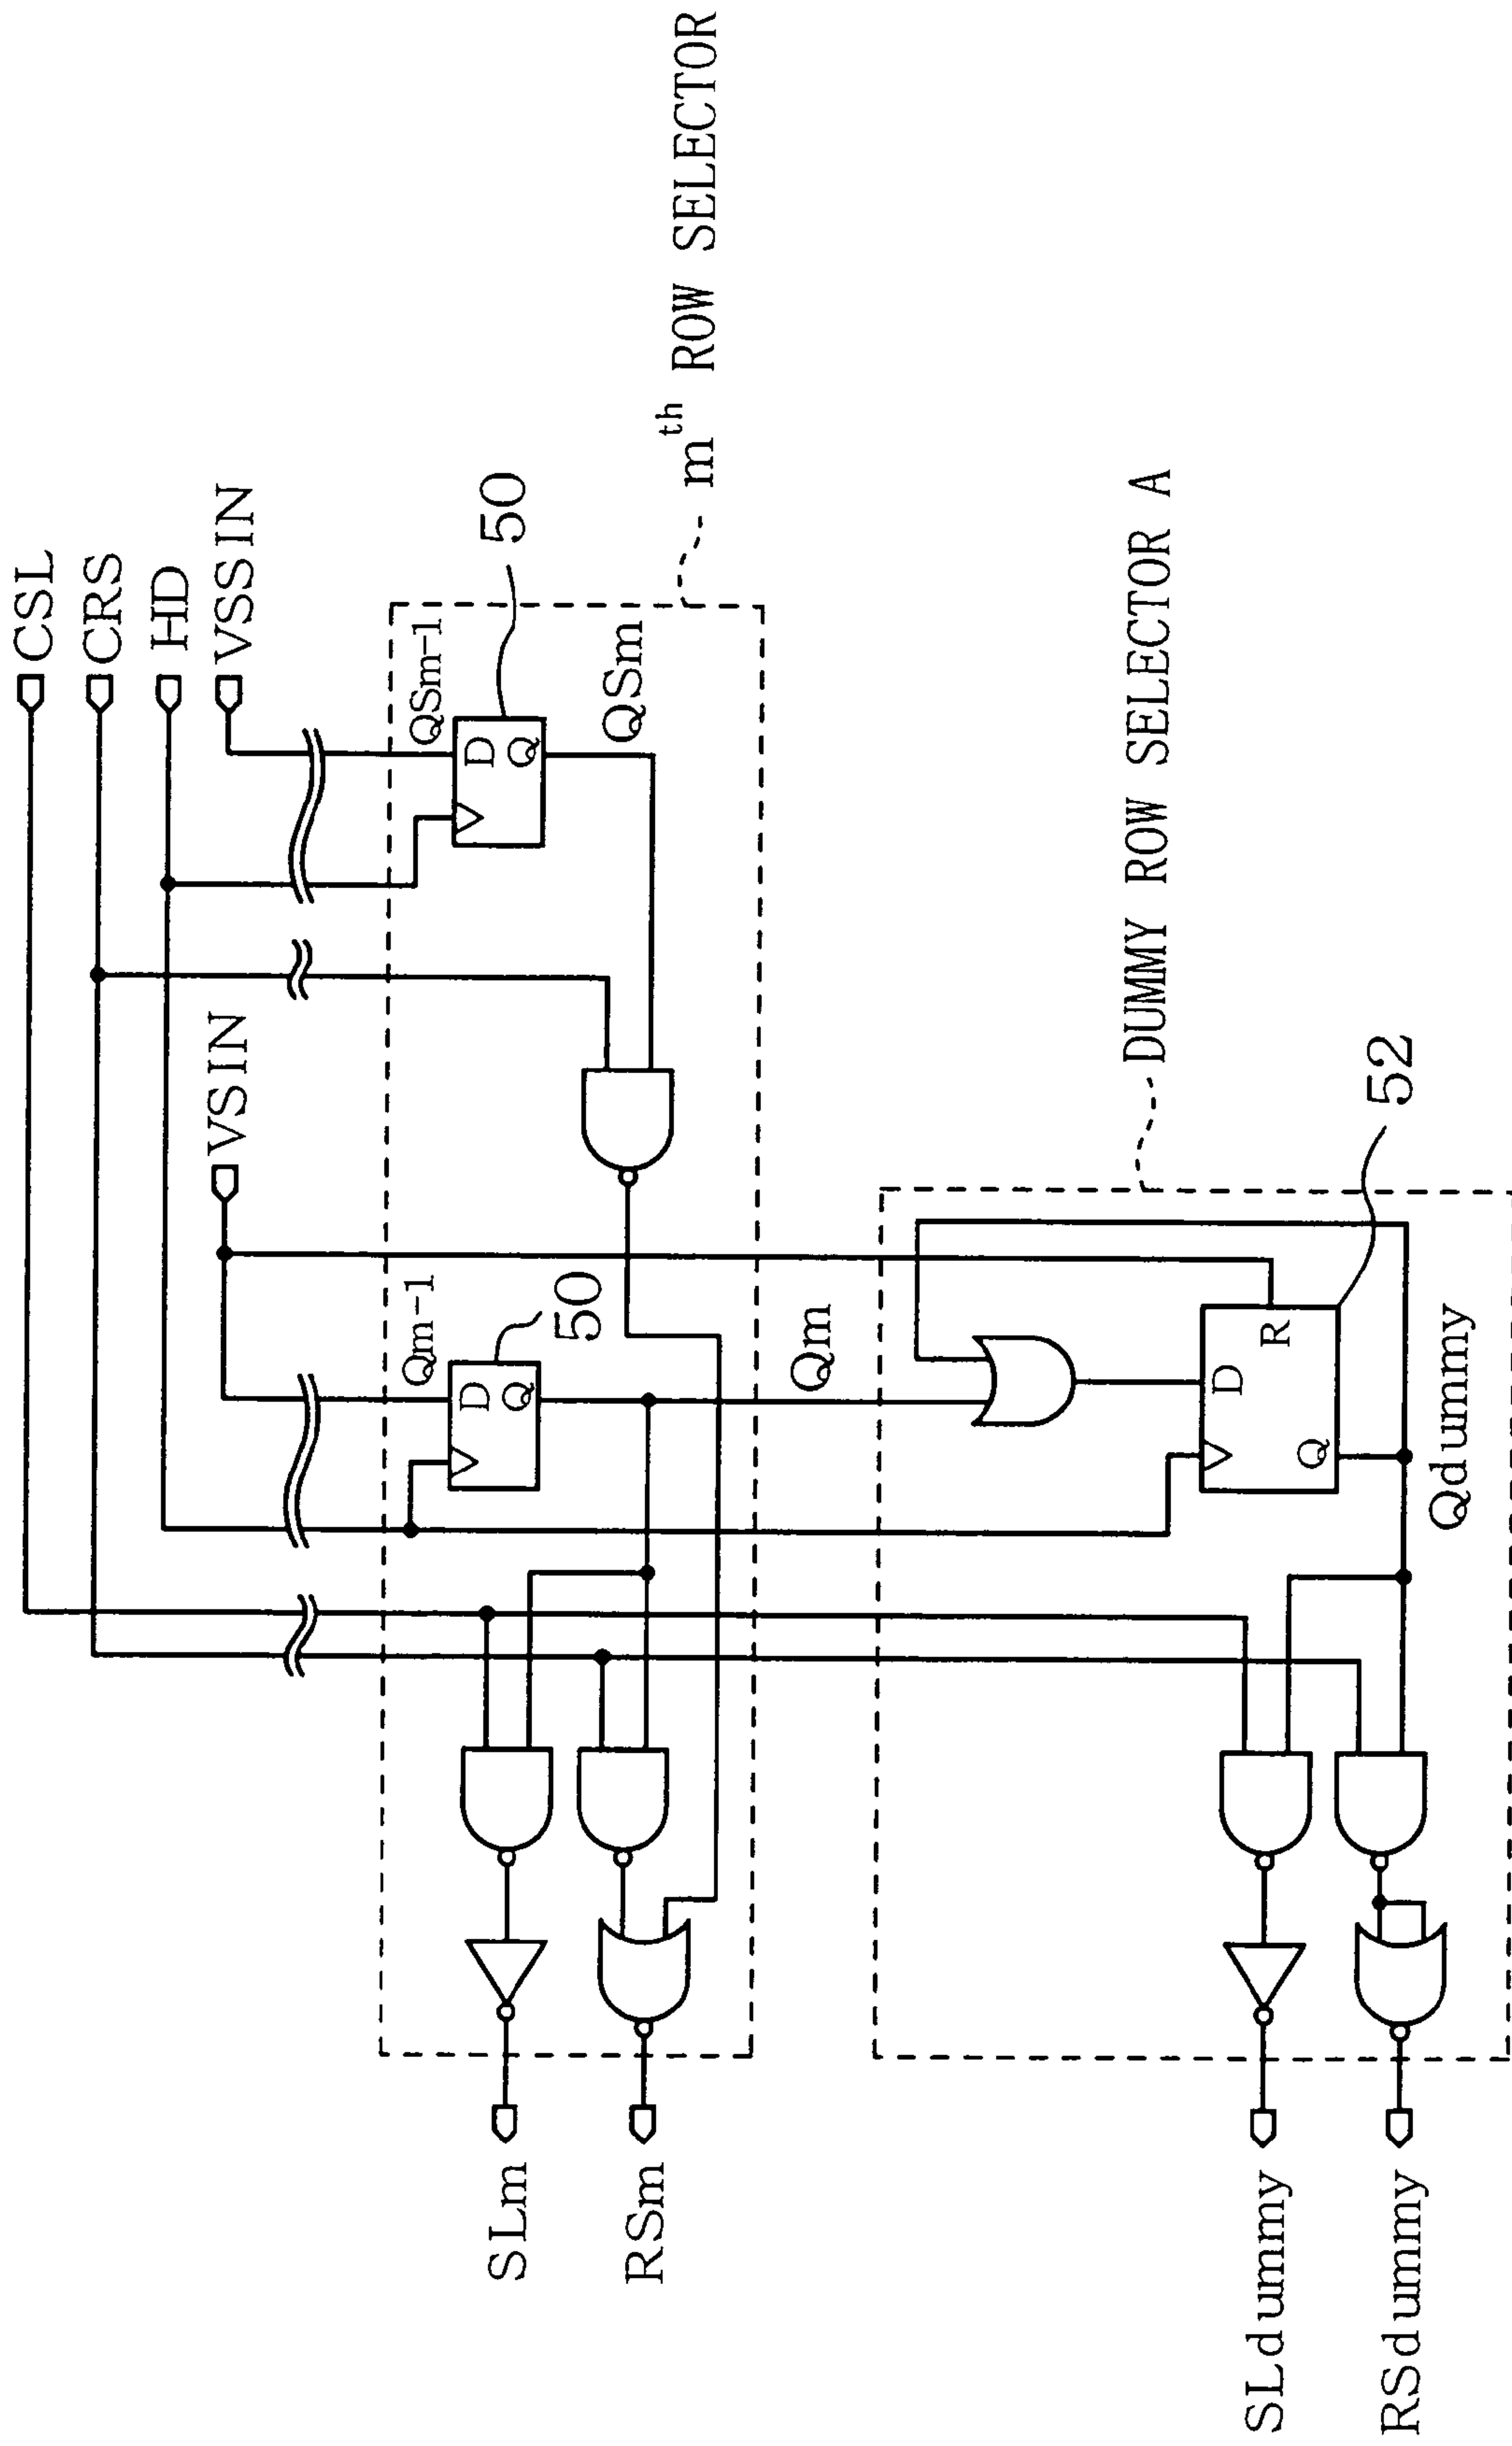 CSL
CRS
HD
VSSIN
VSIN
QSm-1
D
Q
50
QSm
mth ROW SELECTOR
Qm-1
D
Q
50
Qm
SLm
RSm
DUMMY ROW SELECTOR A
52
D
R
Q
Qdummy
SLdummy
RSdummy